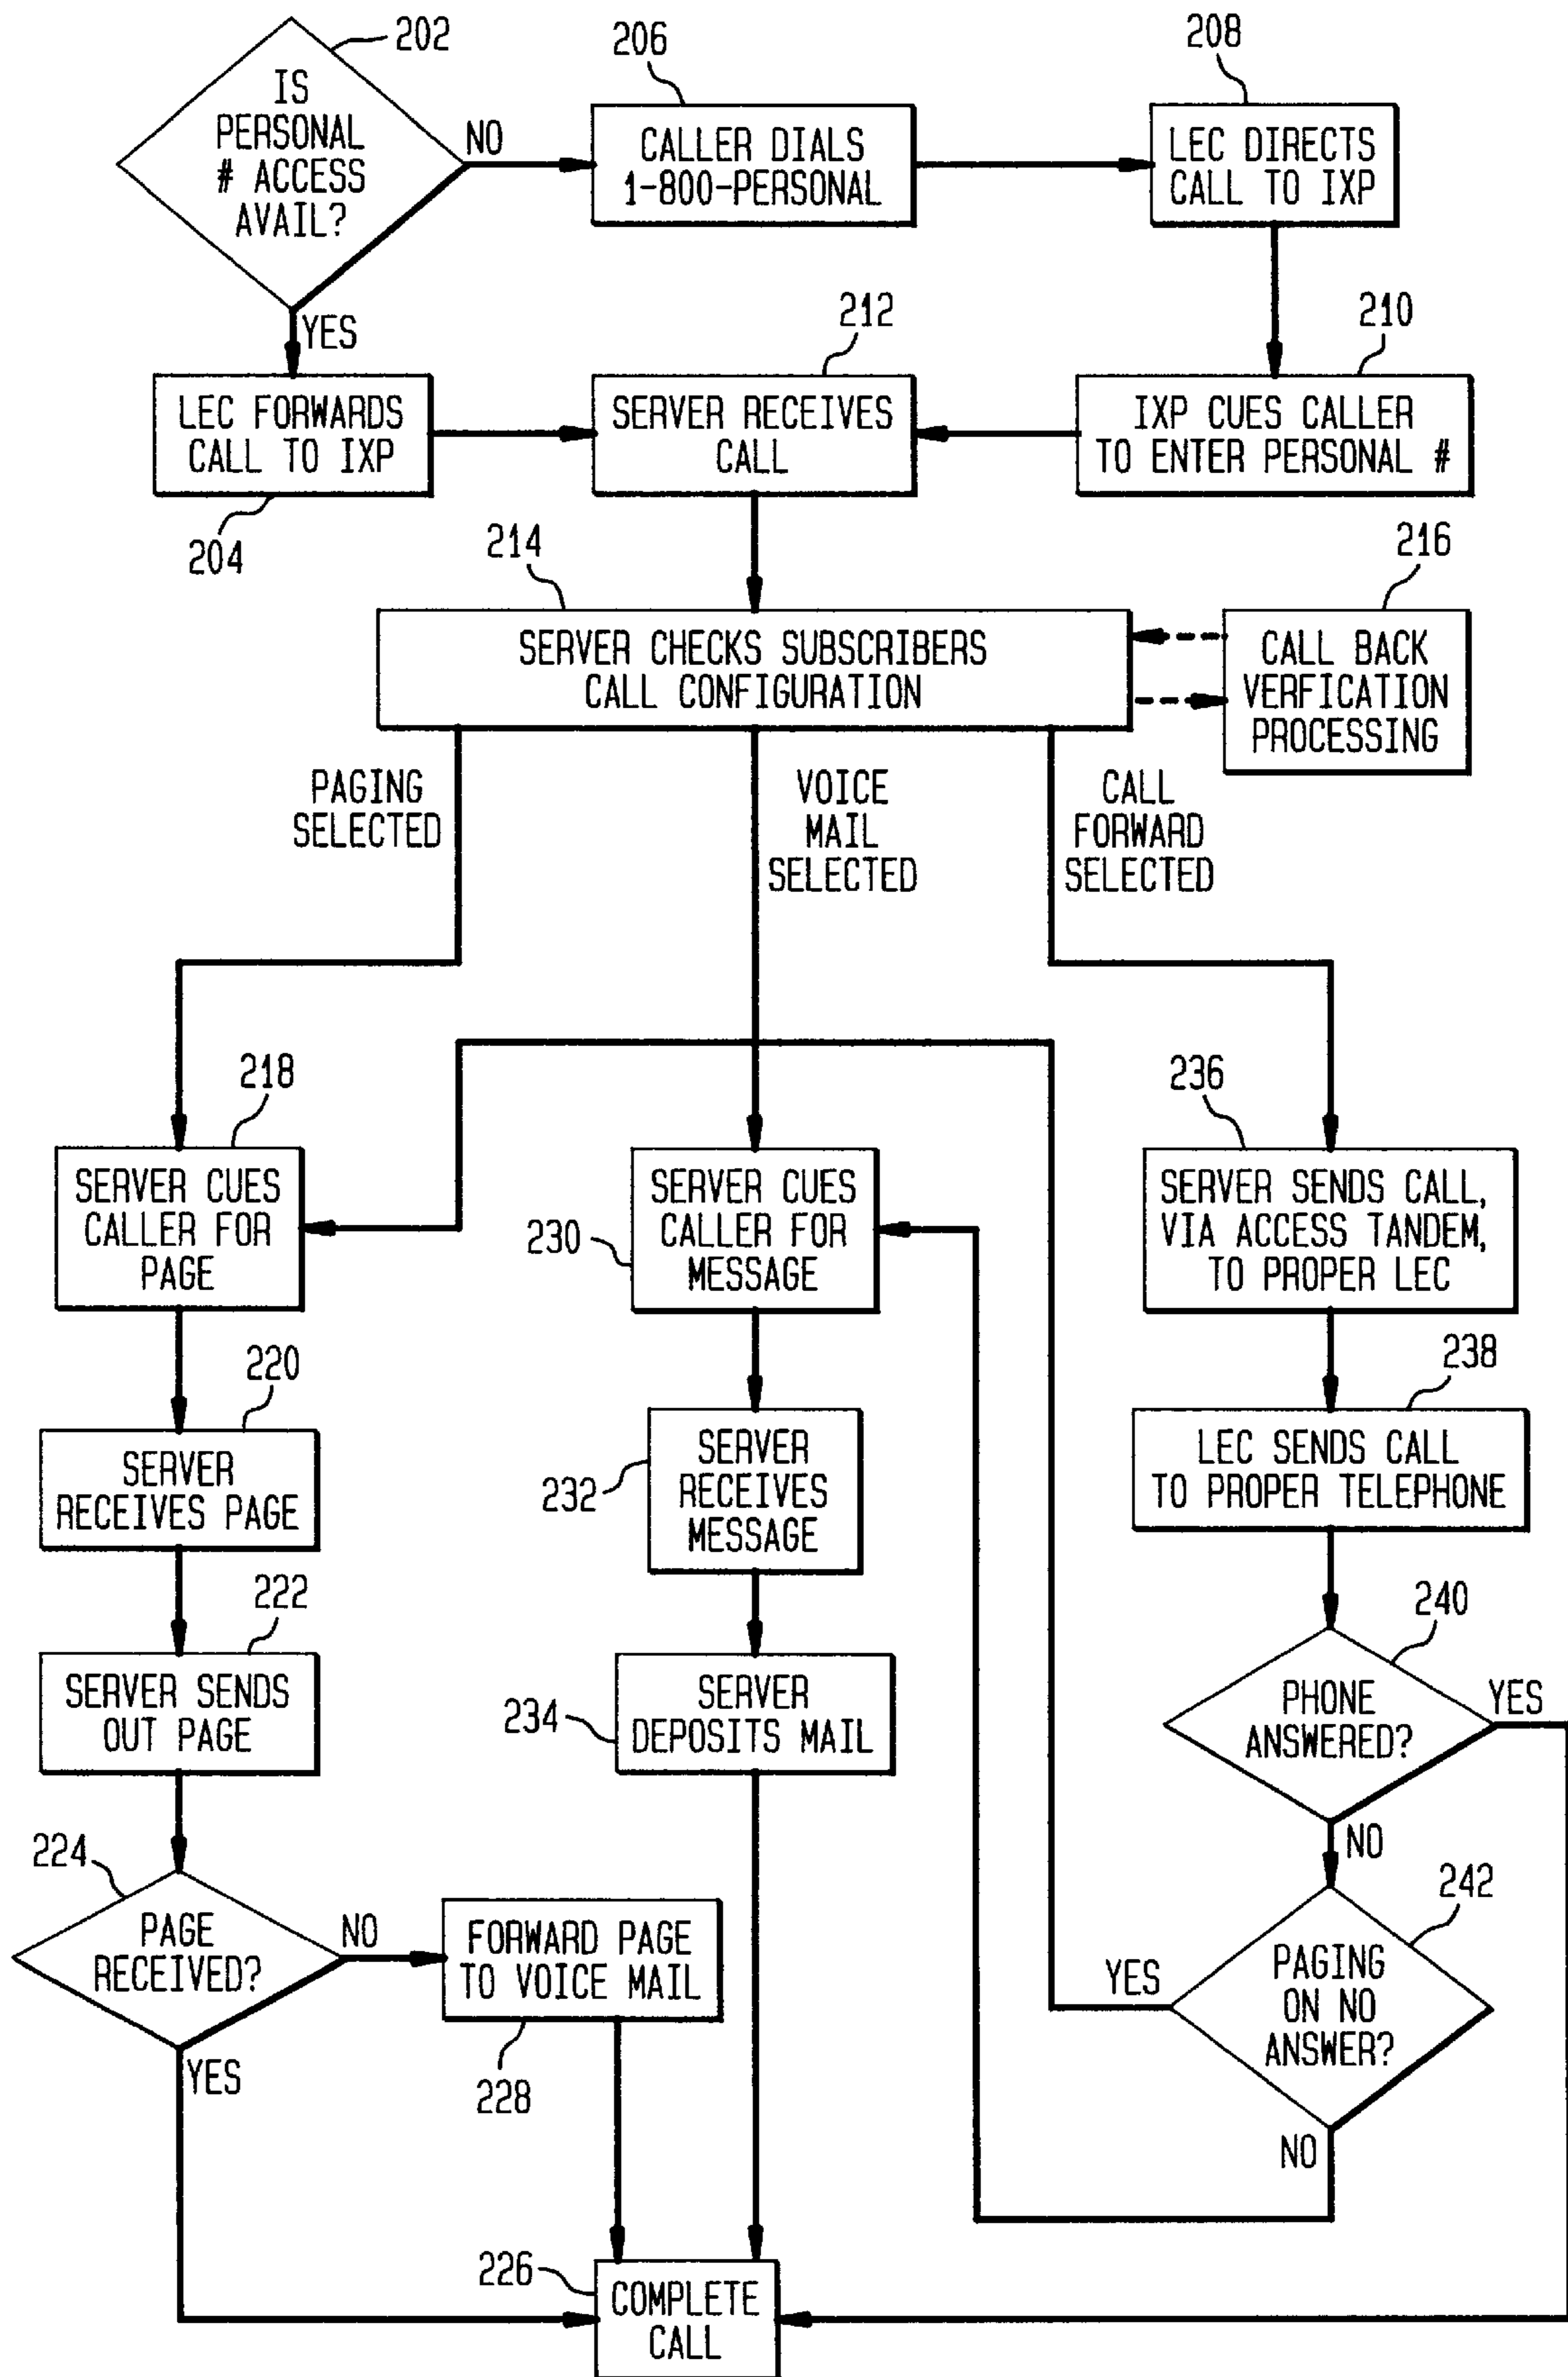 202
IS
PERSONAL
# ACCESS
AVAIL?
NO
YES
206
CALLER DIALS
1-800-PERSONAL
208
LEC DIRECTS
CALL TO IXP
LEC FORWARDS
CALL TO IXP
204
212
SERVER RECEIVES
CALL
210
IXP CUES CALLER
TO ENTER PERSONAL #
214
SERVER CHECKS SUBSCRIBERS
CALL CONFIGURATION
216
CALL BACK
VERFICATION
PROCESSING
PAGING
SELECTED
VOICE
MAIL
SELECTED
CALL
FORWARD
SELECTED
218
SERVER CUES
CALLER FOR
PAGE
220
SERVER
RECEIVES PAGE
222
SERVER SENDS
OUT PAGE
224
PAGE
RECEIVED?
NO
YES
FORWARD PAGE
TO VOICE MAIL
228
230
SERVER CUES
CALLER FOR
MESSAGE
232
SERVER
RECEIVES
MESSAGE
234
SERVER
DEPOSITS MAIL
236
SERVER SENDS CALL,
VIA ACCESS TANDEM,
TO PROPER LEC
238
LEC SENDS CALL
TO PROPER TELEPHONE
240
PHONE
ANSWERED?
YES
NO
242
PAGING
ON NO
ANSWER?
YES
NO
226
COMPLETE
CALL